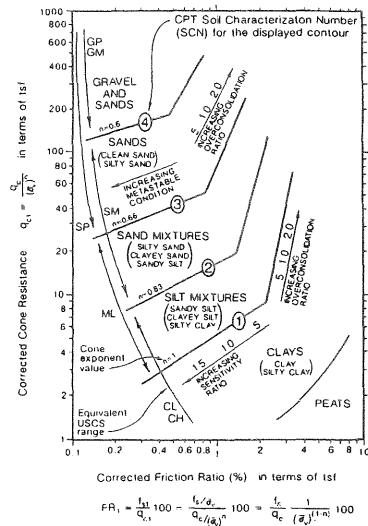 CPT Soil Characterizaton Number
(SCN) for the displayed contour
GP
GM
GRAVEL
AND
SANDS
n=0.6
4
SANDS
(CLEAN SAND
SILTY SAND)
5 10 20
INCREASING
OVERCONSOLIDATION
RATIO
INCREASING
METASTABLE
CONDITON
SP
SM
n=0.66
3
SAND MIXTURES
(SILTY SAND
CLAYEY SAND
SANDY SILT)
2
n=0.83
ML
SILT MIXTURES
(SANDY SILT
CLAYEY SILT
SILTY CLAY)
1
5 10 20
INCREASING
OVERCONSOLIDATION
RATIO
Cone
exponent
value
n=1
15 10 5
INCREASING
SENSITIVITY
RATIO
CLAYS
(CLAY
SILTY CLAY)
PEATS
Equivalent
USCS
range
CL
CH
800
600
400
200
100
80
60
40
20
10
8
6
4
2
1
0.1 0.2 0.4 0.6 0.8 1 2 4 6 8 10
Corrected Cone Resistance q c1 = q c / (σ̄ v) n in terms of tsf
Corrected Friction Ratio (%) in terms of tsf